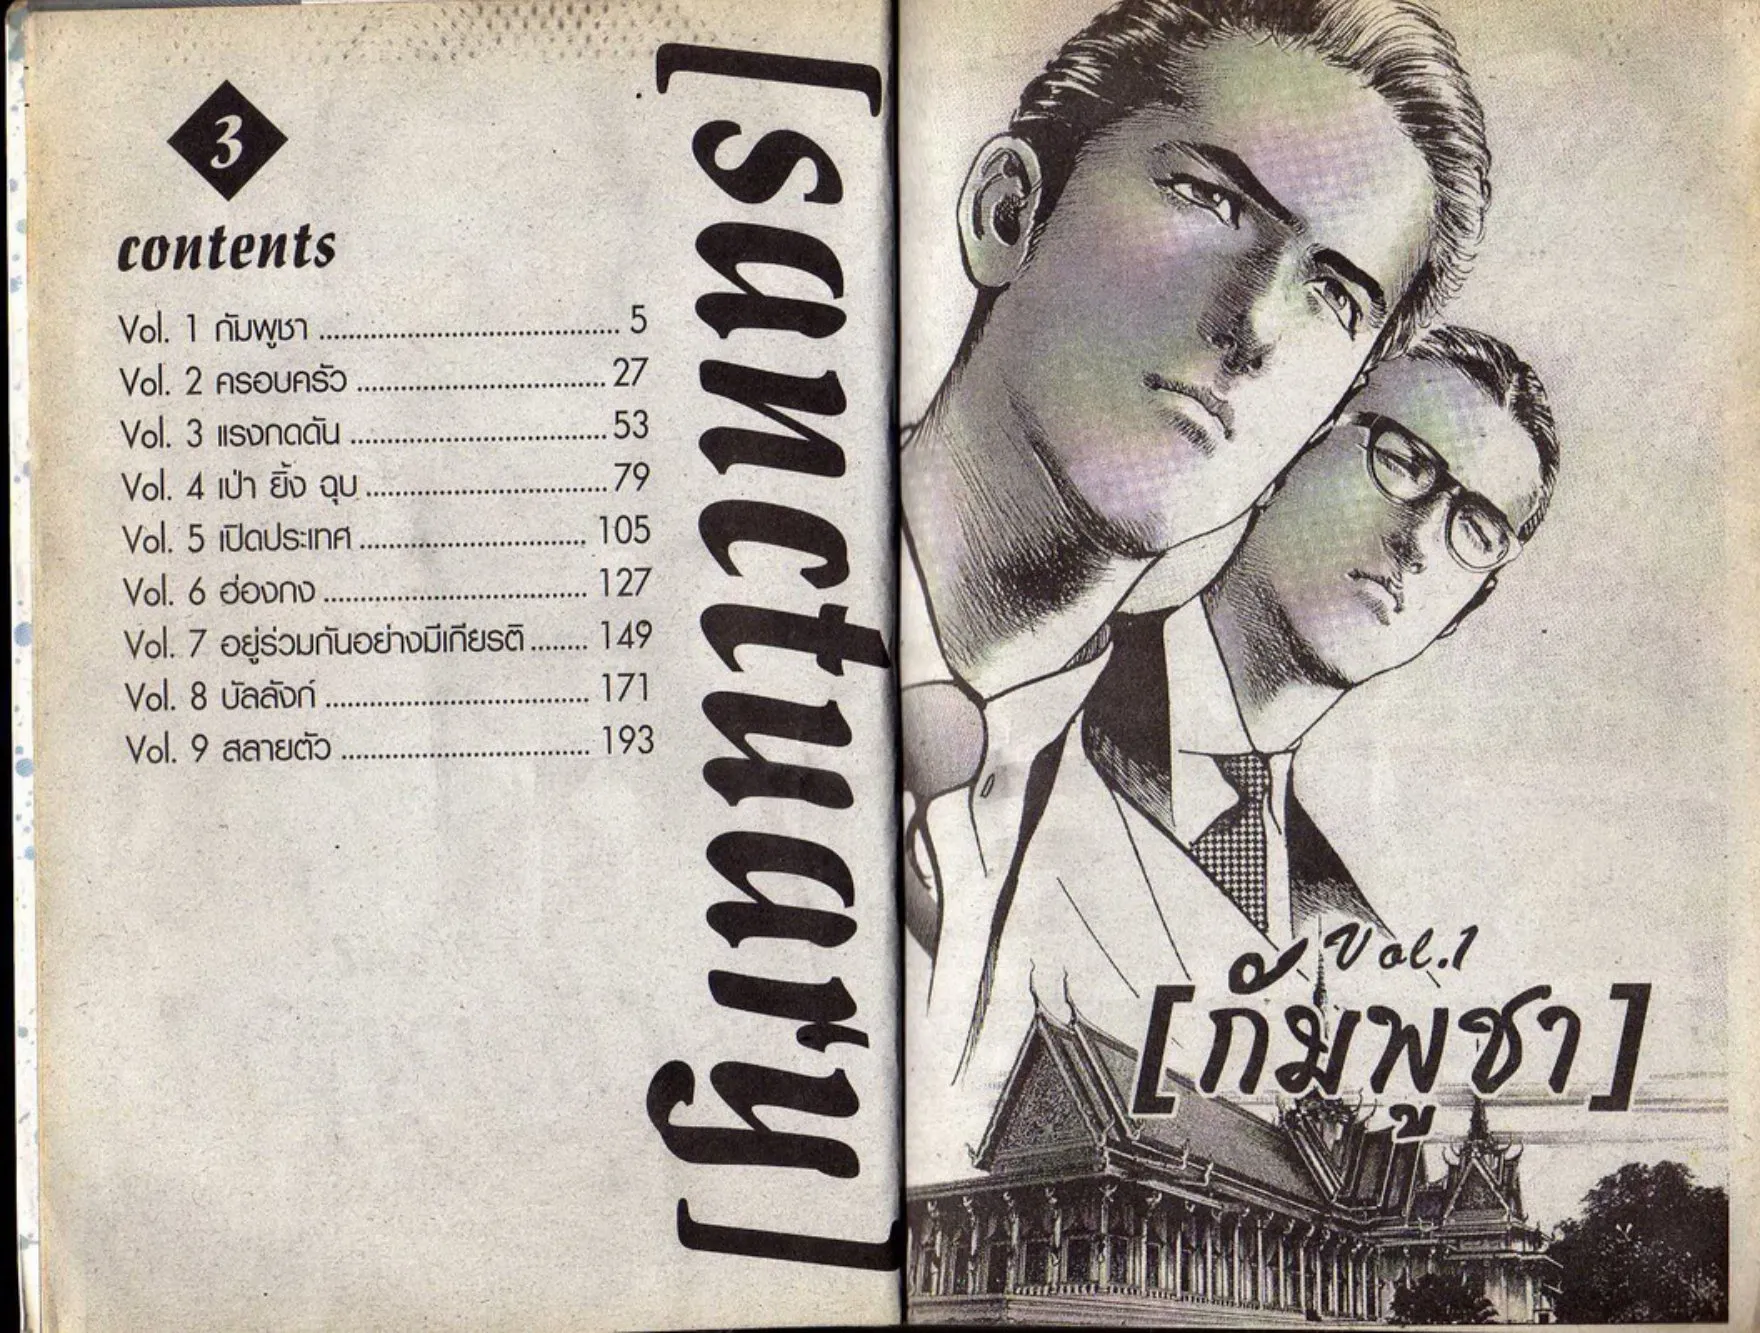 3
contents
Vol. 1 กัมพูชา ........................................ 5
Vol. 2 ครอบครัว ................................. 27
Vol. 3 แรงกดดัน .................................. 53
Vol. 4 เป่า ยิ้ง ฉุบ ................................ 79
Vol. 5 เปิดประเทศ .............................. 105
Vol. 6 ฮ่องกง ................................... 127
Vol. 7 อยู่ร่วมกันอย่างมีเกียรติ ........ 149
Vol. 8 บัลลังก์ ................................... 171
Vol. 9 สลายตัว ................................. 193
[sanctuary]
Vol.1
[กัมพูชา]